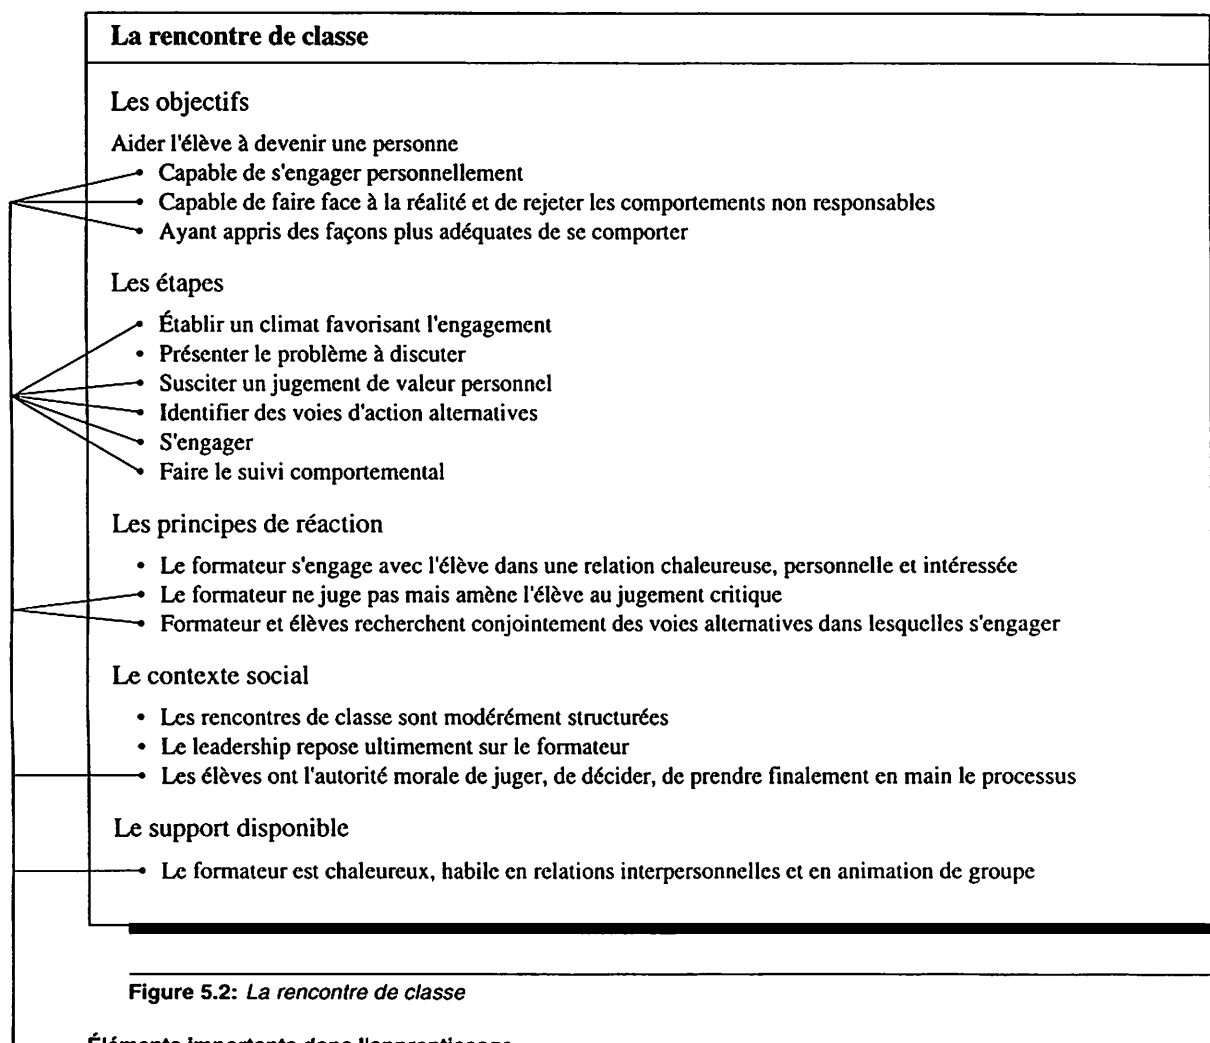 La rencontre de classe
Les objectifs
Aider l'élève à devenir une personne
• Capable de s'engager personnellement
• Capable de faire face à la réalité et de rejeter les comportements non responsables
• Ayant appris des façons plus adéquates de se comporter
Les étapes
• Établir un climat favorisant l'engagement
• Présenter le problème à discuter
• Susciter un jugement de valeur personnel
• Identifier des voies d'action alternatives
• S'engager
• Faire le suivi comportemental
Les principes de réaction
• Le formateur s'engage avec l'élève dans une relation chaleureuse, personnelle et intéressée
• Le formateur ne juge pas mais amène l'élève au jugement critique
• Formateur et élèves recherchent conjointement des voies alternatives dans lesquelles s'engager
Le contexte social
• Les rencontres de classe sont modérément structurées
• Le leadership repose ultimement sur le formateur
• Les élèves ont l'autorité morale de juger, de décider, de prendre finalement en main le processus
Le support disponible
• Le formateur est chaleureux, habile en relations interpersonnelles et en animation de groupe
Figure 5.2: La rencontre de classe
Éléments importants dans l'apprentissage